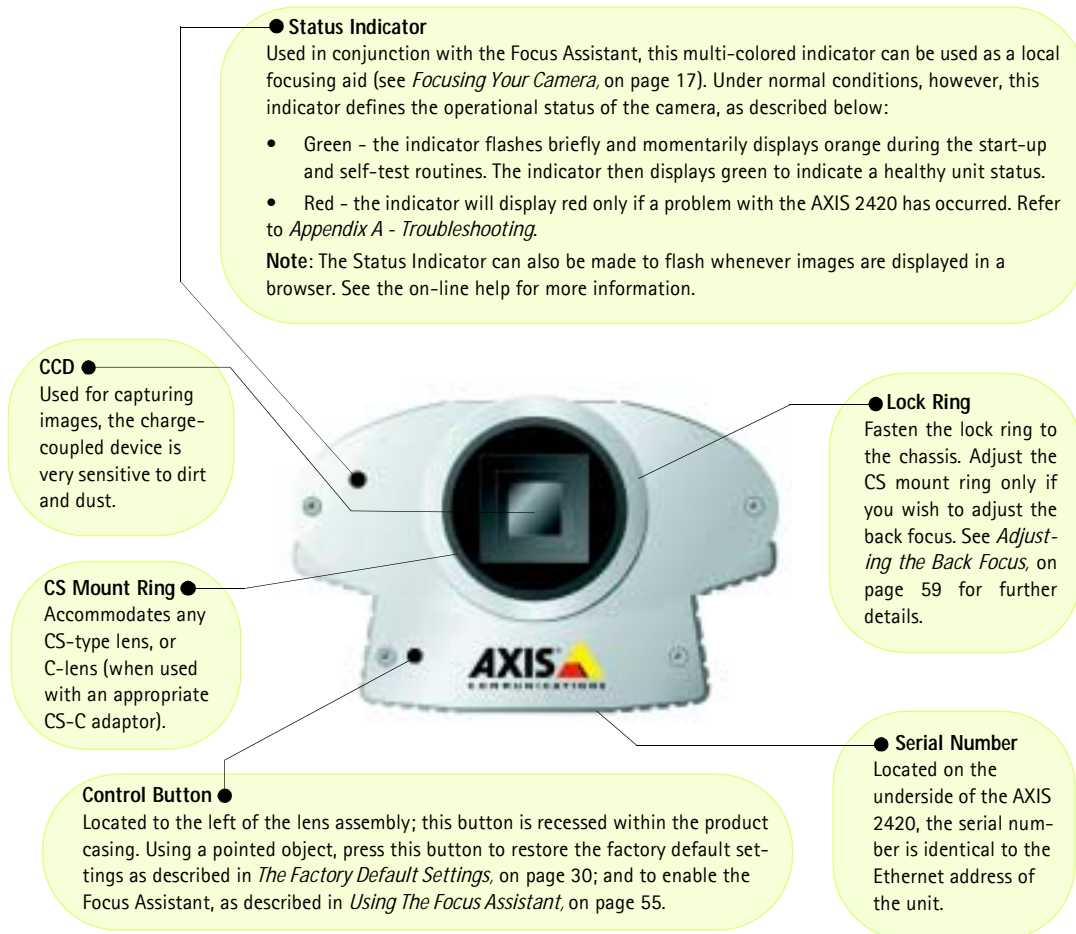 Status Indicator
Used in conjunction with the Focus Assistant, this multi-colored indicator can be used as a local
focusing aid (see Focusing Your Camera, on page 17). Under normal conditions, however, this
indicator defines the operational status of the camera, as described below:
• Green - the indicator flashes briefly and momentarily displays orange during the start-up
and self-test routines. The indicator then displays green to indicate a healthy unit status.
• Red - the indicator will display red only if a problem with the AXIS 2420 has occurred. Refer
to Appendix A - Troubleshooting.
Note: The Status Indicator can also be made to flash whenever images are displayed in a
browser. See the on-line help for more information.
CCD
Used for capturing
images, the charge-
coupled device is
very sensitive to dirt
and dust.
Lock Ring
Fasten the lock ring to
the chassis. Adjust the
CS mount ring only if
you wish to adjust the
back focus. See Adjust-
ing the Back Focus, on
page 59 for further
details.
CS Mount Ring
Accommodates any
CS-type lens, or
C-lens (when used
with an appropriate
CS-C adaptor).
AXIS
COMMUNICATIONS
Serial Number
Located on the
underside of the AXIS
2420, the serial num-
ber is identical to the
Ethernet address of
the unit.
Control Button
Located to the left of the lens assembly; this button is recessed within the product
casing. Using a pointed object, press this button to restore the factory default set-
tings as described in The Factory Default Settings, on page 30; and to enable the
Focus Assistant, as described in Using The Focus Assistant, on page 55.